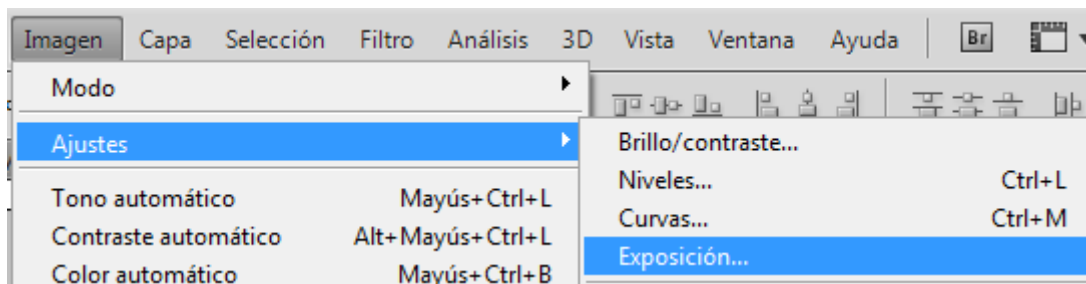 Imagen Capa Selección Filtro Análisis 3D Vista Ventana Ayuda Br
Modo
Ajustes
Brillo/contraste...
Niveles... Ctrl+L
Curvas... Ctrl+M
Exposición...
Tono automático Mayús+Ctrl+L
Contraste automático Alt+Mayús+Ctrl+L
Color automático Mayús+Ctrl+B